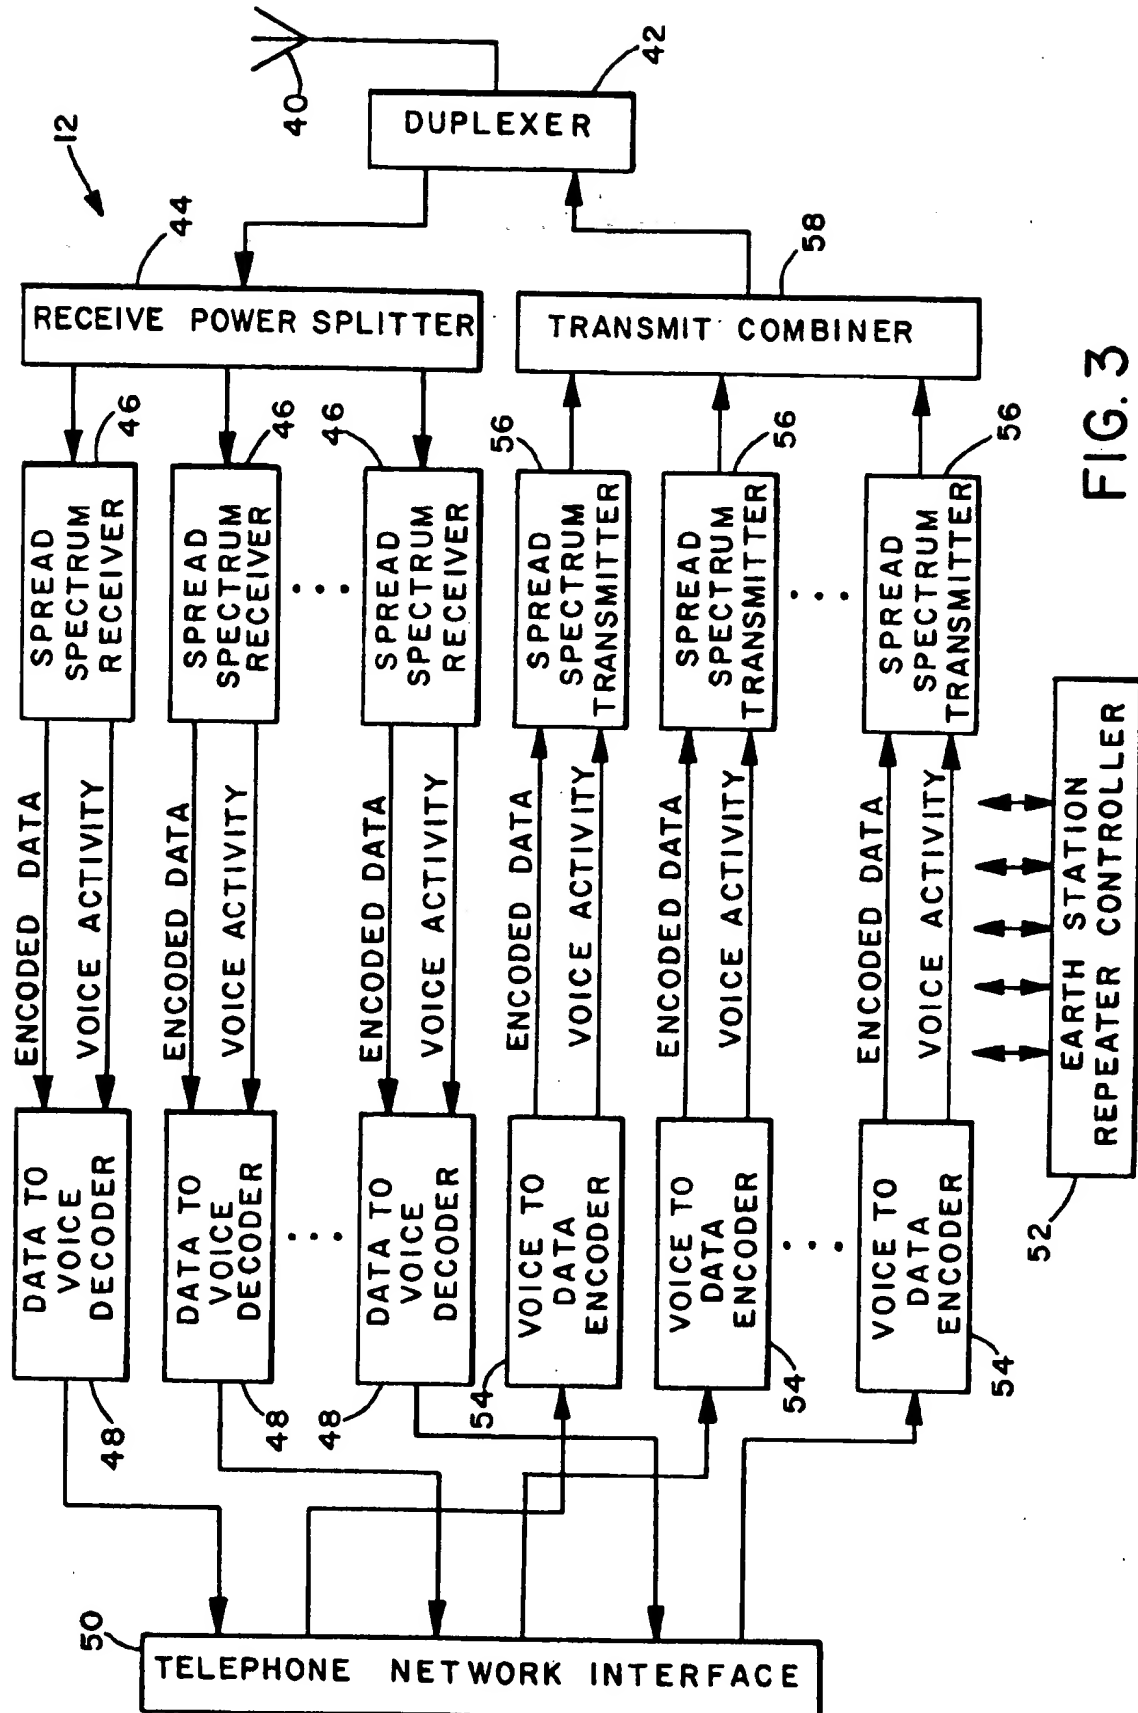 12
40
42
DUPLEXER
44
RECEIVE POWER SPLITTER
58
TRANSMIT COMBINER
46
SPREAD
SPECTRUM
RECEIVER
46
SPREAD
SPECTRUM
RECEIVER
46
SPREAD
SPECTRUM
RECEIVER
56
SPREAD
SPECTRUM
TRANSMITTER
56
SPREAD
SPECTRUM
TRANSMITTER
56
SPREAD
SPECTRUM
TRANSMITTER
ENCODED DATA
VOICE ACTIVITY
ENCODED DATA
VOICE ACTIVITY
ENCODED DATA
VOICE ACTIVITY
ENCODED DATA
VOICE ACTIVITY
ENCODED DATA
VOICE ACTIVITY
ENCODED DATA
VOICE ACTIVITY
DATA TO
VOICE
DECODER
48
DATA TO
VOICE
DECODER
48
DATA TO
VOICE
DECODER
48
VOICE TO
DATA
ENCODER
54
VOICE TO
DATA
ENCODER
54
VOICE TO
DATA
ENCODER
54
50
TELEPHONE NETWORK INTERFACE
EARTH STATION
REPEATER CONTROLLER
52
FIG. 3